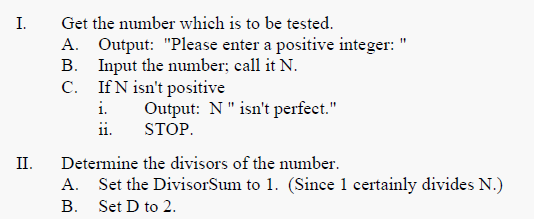 I. Get the number which is to be tested.
A. Output: "Please enter a positive integer: "
B. Input the number; call it N.
C. If N isn't positive
i. Output: N " isn't perfect."
ii. STOP.
II. Determine the divisors of the number.
A. Set the DivisorSum to 1. (Since 1 certainly divides N.)
B. Set D to 2.